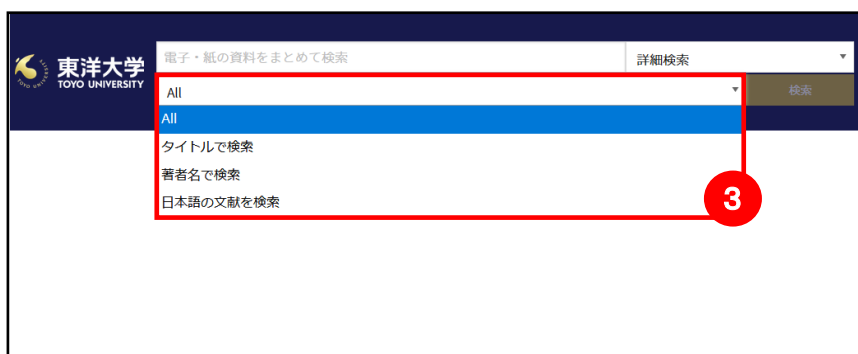 電子・紙の資料をまとめて検索
詳細検索
東洋大学
TOYO UNIVERSITY
All
検索
All
タイトルで検索
著者名で検索
日本語の文献を検索
3